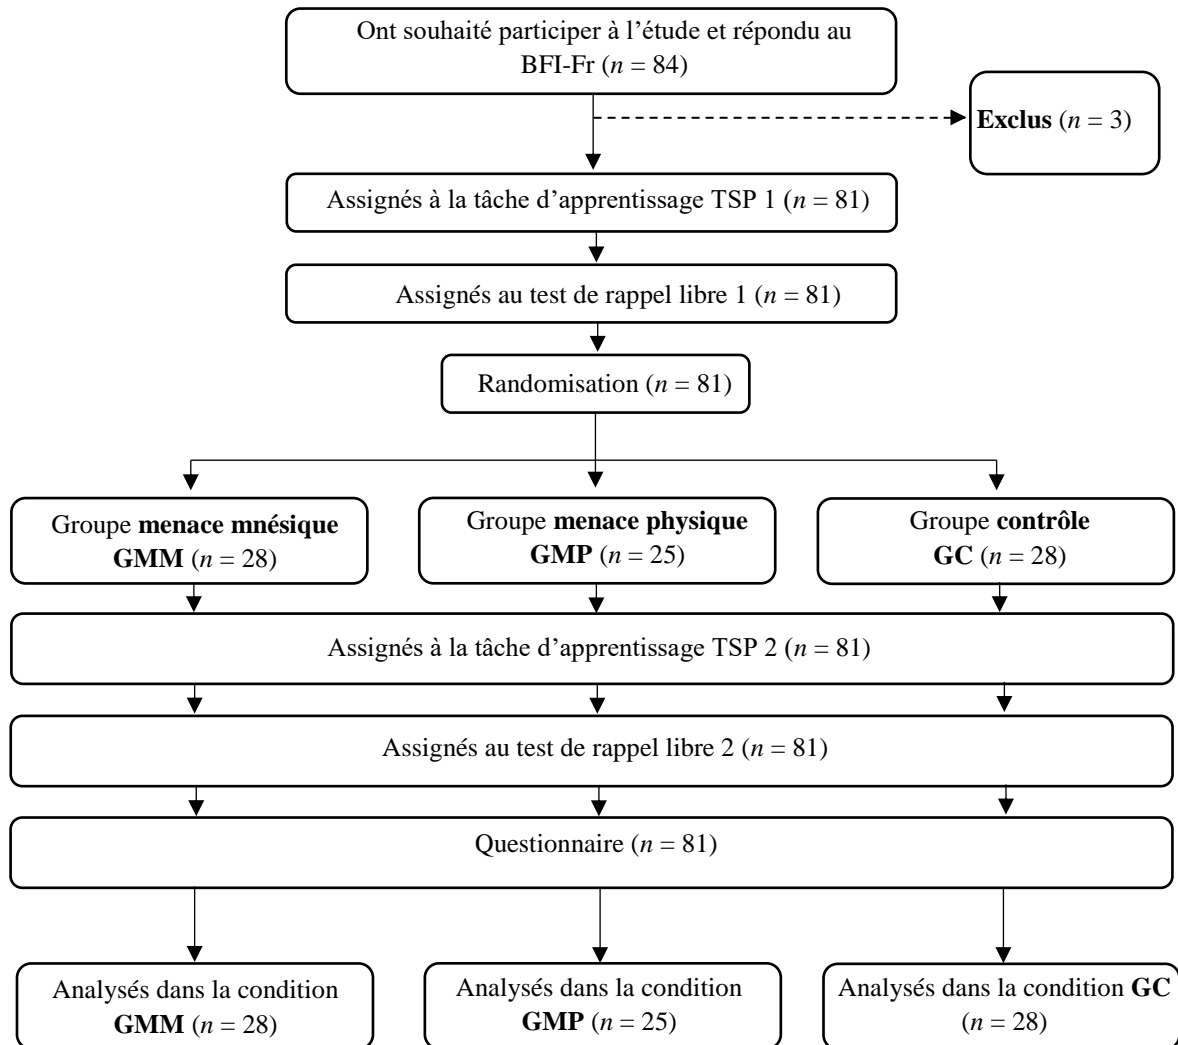 Ont souhaité participer à l’étude et répondu au
BFI-Fr (n = 84)
Exclus (n = 3)
Assignés à la tâche d’apprentissage TSP 1 (n = 81)
Assignés au test de rappel libre 1 (n = 81)
Randomisation (n = 81)
Groupe menace mnésique
GMM (n = 28)
Groupe menace physique
GMP (n = 25)
Groupe contrôle
GC (n = 28)
Assignés à la tâche d’apprentissage TSP 2 (n = 81)
Assignés au test de rappel libre 2 (n = 81)
Questionnaire (n = 81)
Analysés dans la condition
GMM (n = 28)
Analysés dans la condition
GMP (n = 25)
Analysés dans la condition GC
(n = 28)